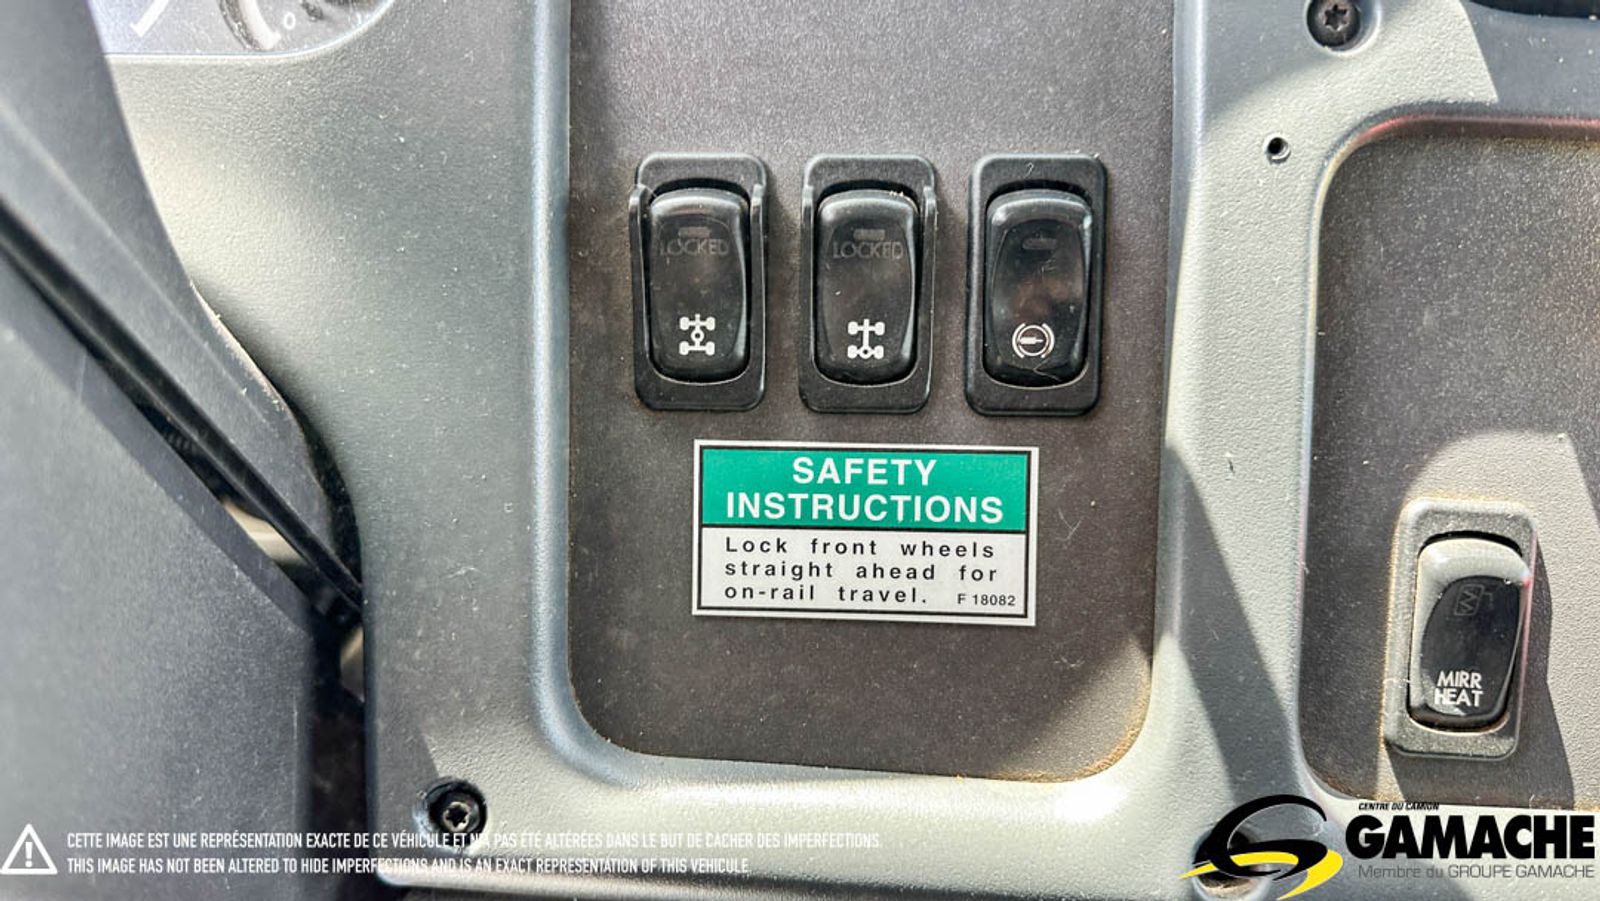 LOCKED
LOCKED
SAFETY
INSTRUCTIONS
Lock front wheels
straight ahead for
on-rail travel. F 18082
MIRR
HEAT
CETTE IMAGE EST UNE REPRÉSENTATION EXACTE DE CE VÉHICULE ET N'A PAS ÉTÉ ALTÉRÉES DANS LE BUT DE CACHER DES IMPERFECTIONS.
THIS IMAGE HAS NOT BEEN ALTERED TO HIDE IMPERFECTIONS AND IS AN EXACT REPRESENTATION OF THIS VEHICULE.
CENTRE DU CAMION
GAMACHE
Membre du GROUPE GAMACHE